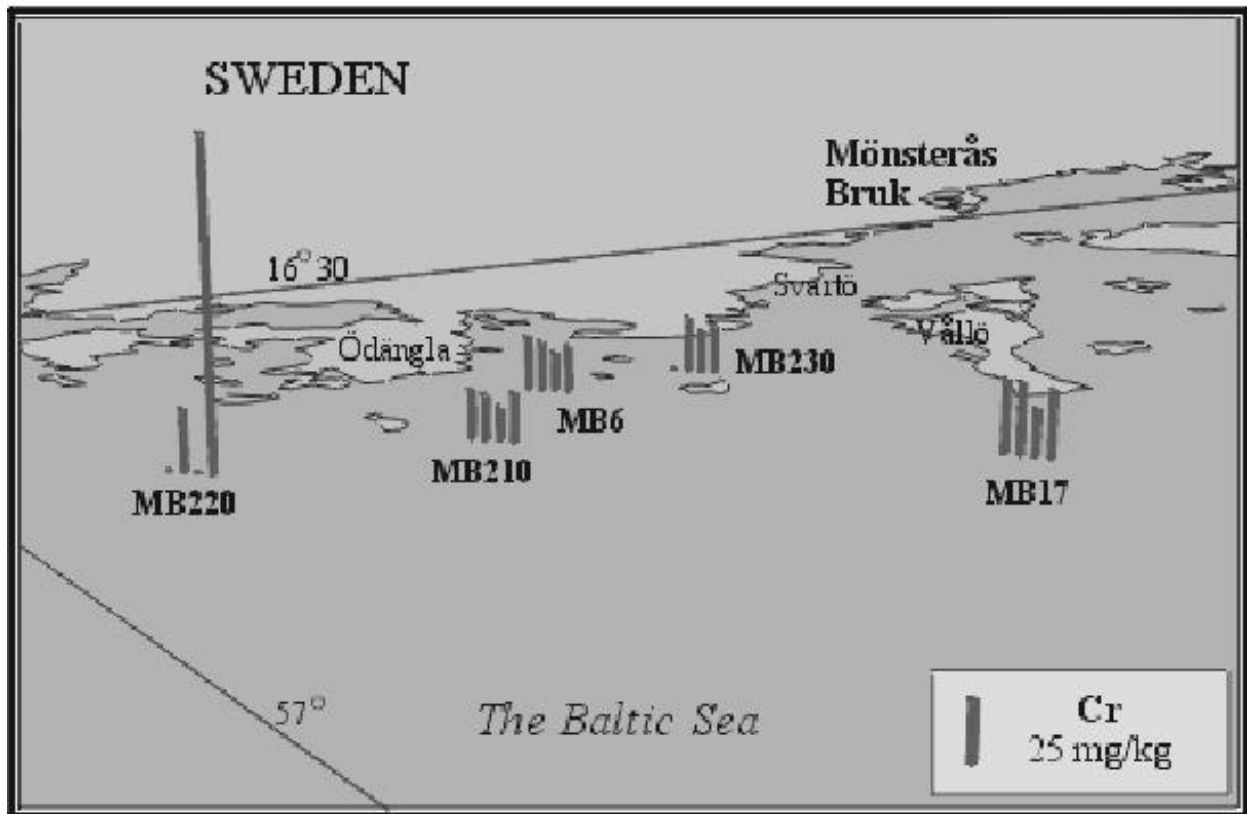 SWEDEN
Mönsterås
Bruk
16° 30
Svartö
Ödängla
Vållö
MB230
MB6
MB210
MB220
MB17
57°
The Baltic Sea
Cr
25 mg/kg